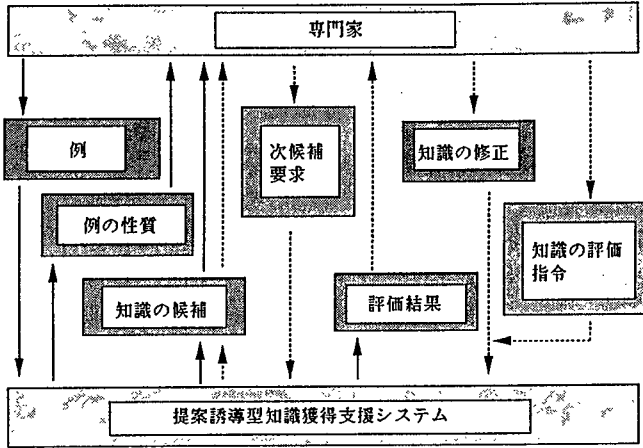 専門家
例
次候補
要求
知識の修正
例の性質
知識の評価
指令
知識の候補
評価結果
提案誘導型知識獲得支援システム